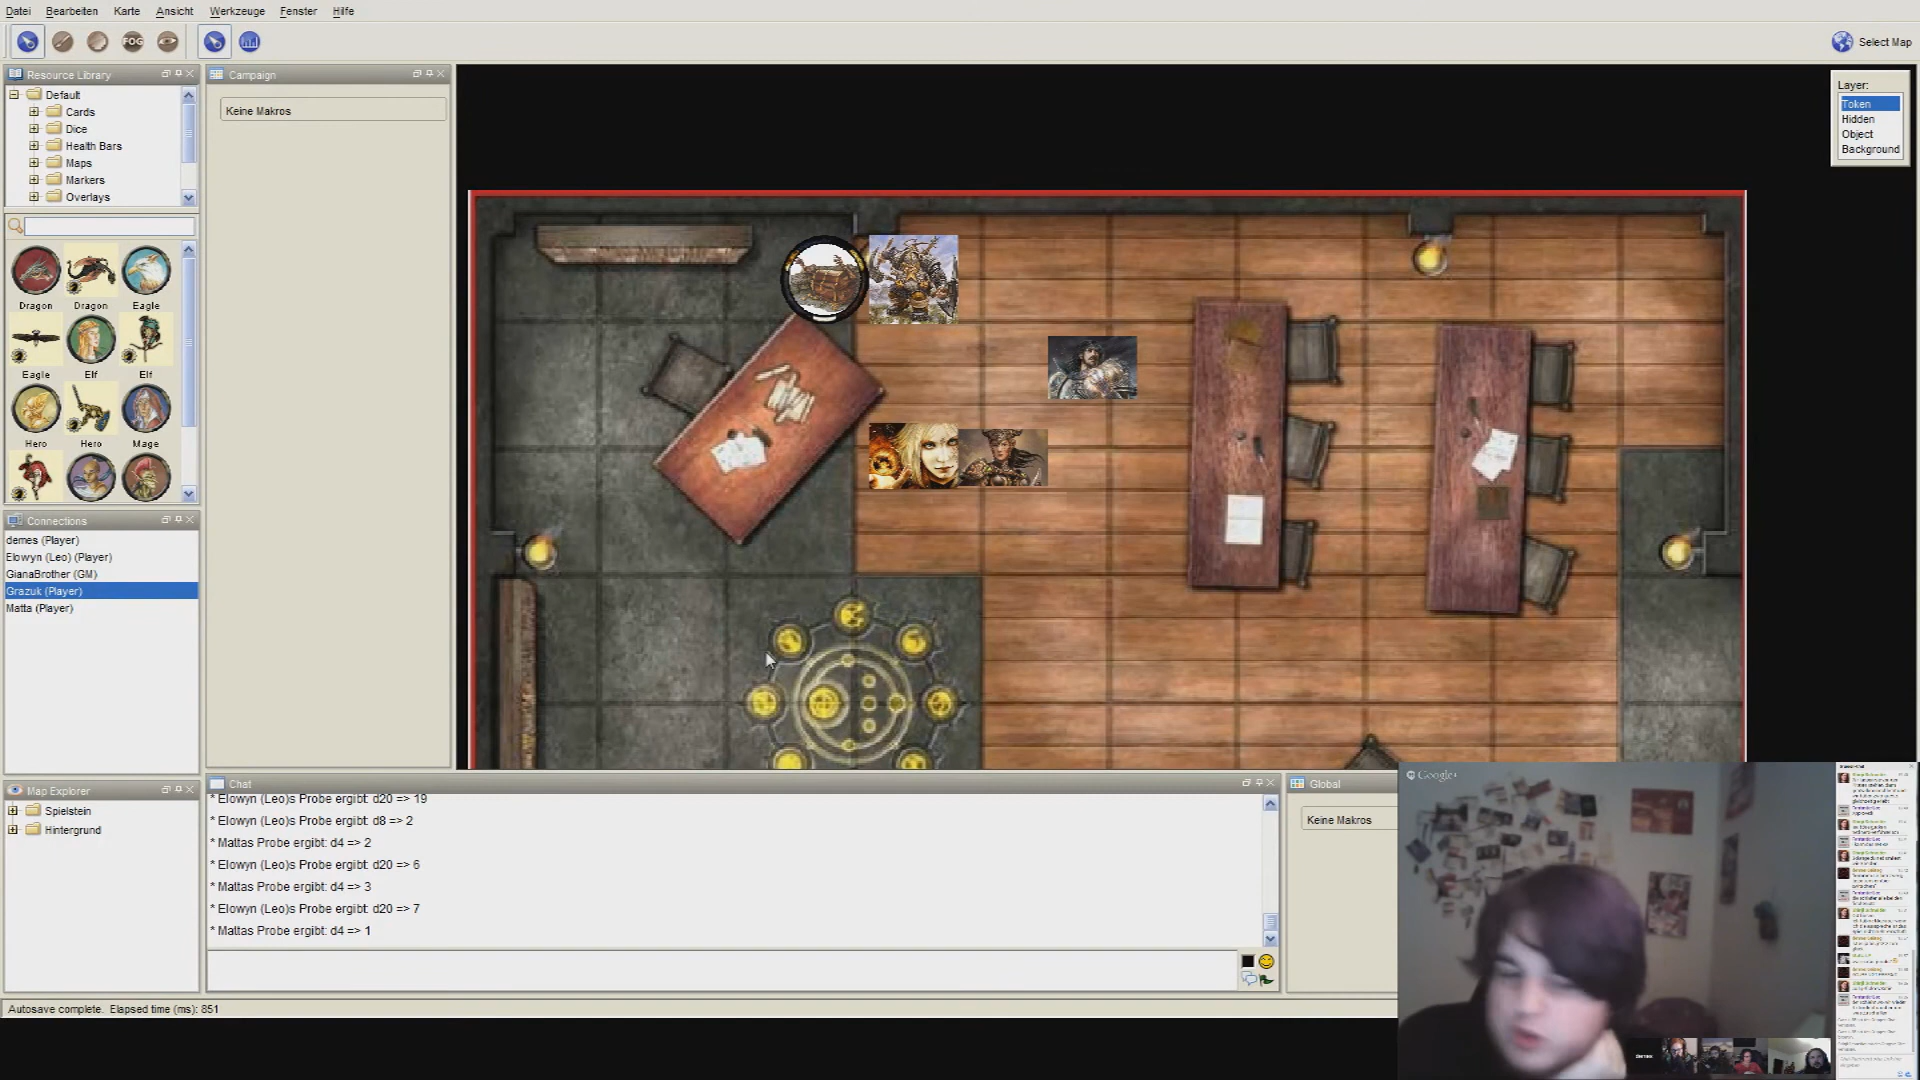 Datei Bearbeiten Karte Ansicht Werkzeuge Fenster Hilfe
FOG
Select Map
Resource Library
Default
Cards
Dice
Health Bars
Maps
Markers
Overlays
Dragon Dragon Eagle
Eagle Elf Elf
Hero Hero Mage
Campaign
Keine Makros
Layer:
Token
Hidden
Object
Background
Connections
demes (Player)
Elowyn (Leo) (Player)
GianaBrother (GM)
Grazuk (Player)
Matta (Player)
Map Explorer
Spielstein
Hintergrund
Chat
* Elowyn (Leo)s Probe ergibt: d20 => 19
* Elowyn (Leo)s Probe ergibt: d8 => 2
* Mattas Probe ergibt: d4 => 2
* Elowyn (Leo)s Probe ergibt: d20 => 6
* Mattas Probe ergibt: d4 => 3
* Elowyn (Leo)s Probe ergibt: d20 => 7
* Mattas Probe ergibt: d4 => 1
Global
Keine Makros
Google+
demes
Autosave complete. Elapsed time (ms): 851